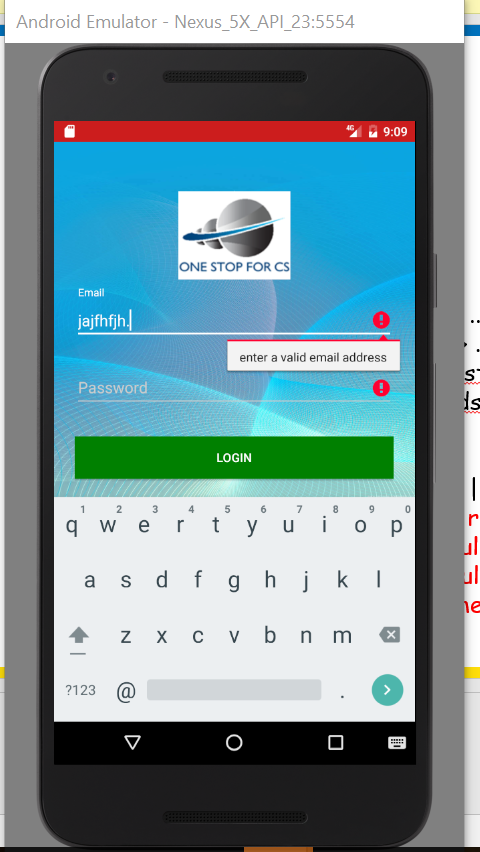 Android Emulator - Nexus_5X_API_23:5554
4G 9:09
ONE STOP FOR CS
Email
jajfhfjh.
enter a valid email address
Password
LOGIN
1 2 3 4 5 6 7 8 9 0
q w e r t y u i o p
a s d f g h j k l
z x c v b n m
?123 @ .